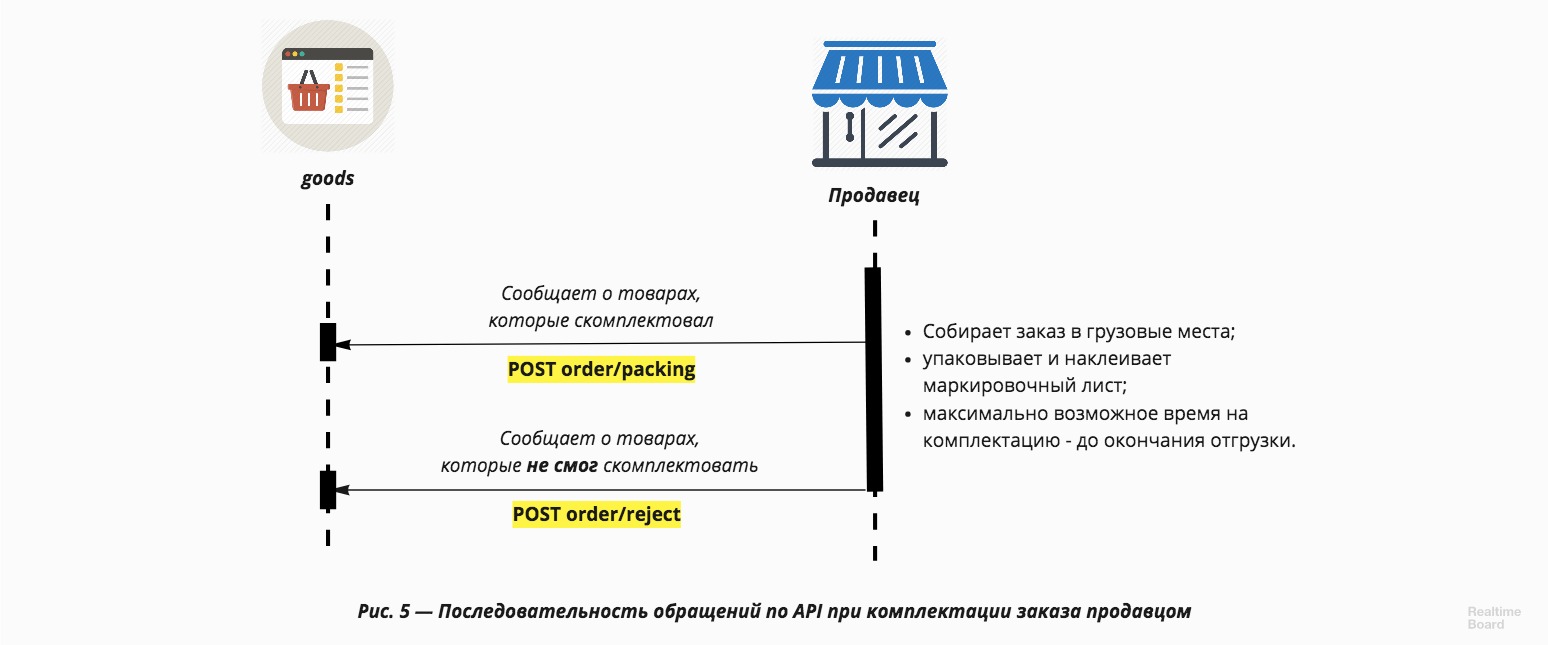 goods
Продавец
Сообщает о товарах,
которые скомплектовал
POST order/packing
• Собирает заказ в грузовые места;
• упаковывает и наклеивает
маркировочный лист;
• максимально возможное время на
комплектацию - до окончания отгрузки.
Сообщает о товарах,
которые не смог скомплектовать
POST order/reject
Рис. 5 — Последовательность обращений по API при комплектации заказа продавцом
Realtime
Board